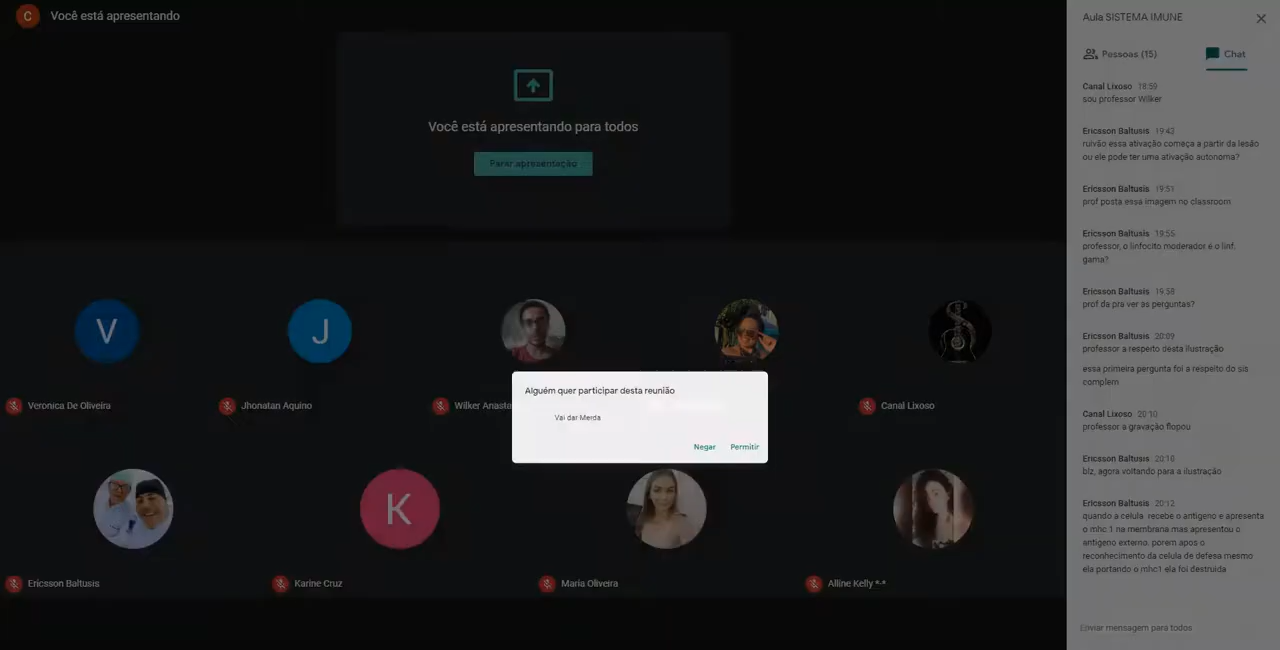 C
Você está apresentando
Você está apresentando para todos
Parar apresentação
V
J
Veronica De Oliveira
Jhonatan Aquino
Wilker Anasta
Canal Lixoso
Alguém quer participar desta reunião
Vai dar Merda
Negar
Permitir
K
Ericsson Baltusis
Karine Cruz
Maria Oliveira
Alline Kelly *-*
Aula SISTEMA IMUNE
Pessoas (15)
Chat
Canal Lixoso 18:59
sou professor Wilker
Ericsson Baltusis 19:43
ruivão essa ativação começa a partir da lesão
ou ele pode ter uma ativação autonoma?
Ericsson Baltusis 19:51
prof posta essa imagem no classroom
Ericsson Baltusis 19:55
professor, o linfocito moderador é o linf.
gama?
Ericsson Baltusis 19:58
prof da pra ver as perguntas?
Ericsson Baltusis 20:09
professor a respeito desta ilustração
essa primeira pergunta foi a respeito do sis
complem
Canal Lixoso 20:10
professor a gravação flopou
Ericsson Baltusis
blz, agora voltando para a ilustração
Ericsson Baltusis 20:12
quando a celula recebe o antigeno e apresenta
o mhc 1 na membrana mas apresentou o
antigeno externo. porem apos o
reconhecimento da celula de defesa mesmo
ela portando o mhc1 ela foi destruida
Enviar mensagem para todos